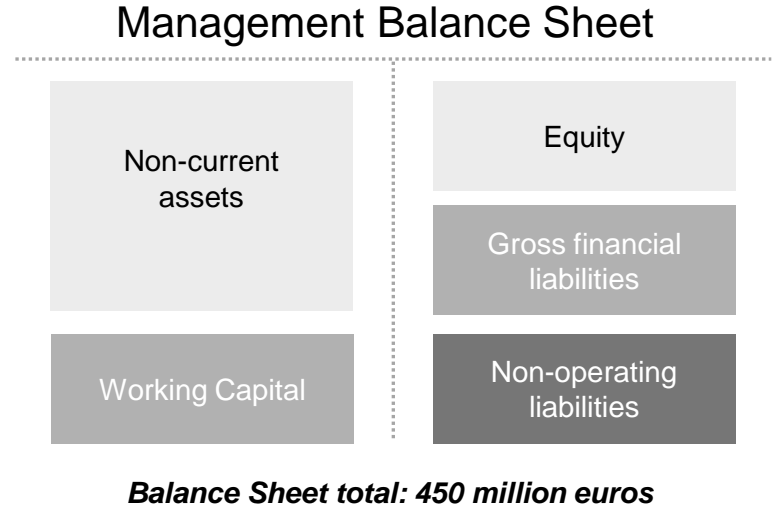 Management Balance Sheet
Non-current
assets
Working Capital
Equity
Gross financial
liabilities
Non-operating
liabilities
Balance Sheet total: 450 million euros